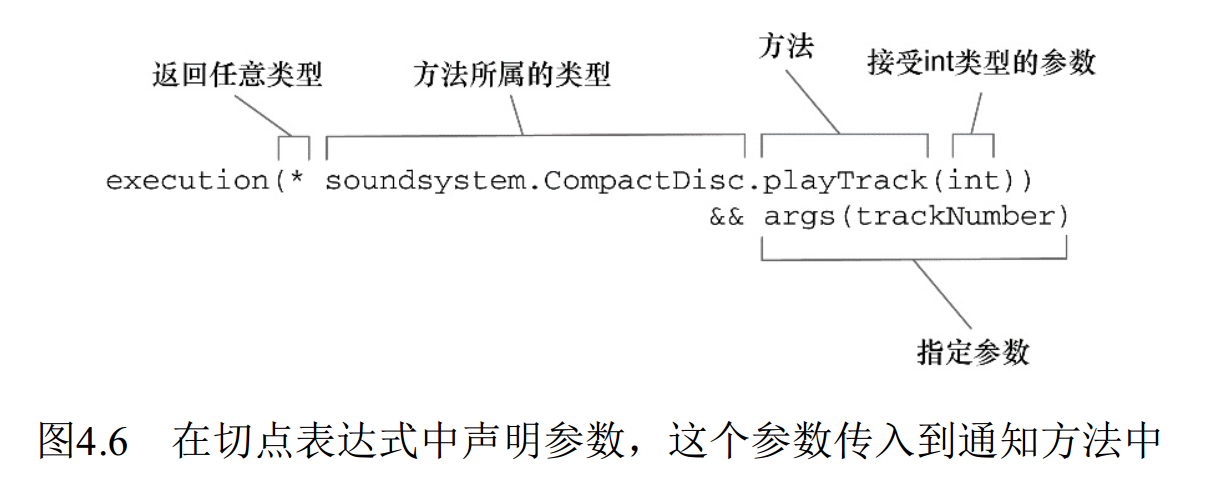 方法
返回任意类型 方法所属的类型 接受int类型的参数
execution(* soundsystem.CompactDisc.playTrack(int))
&& args(trackNumber)
指定参数
图4.6 在切点表达式中声明参数，这个参数传入到通知方法中